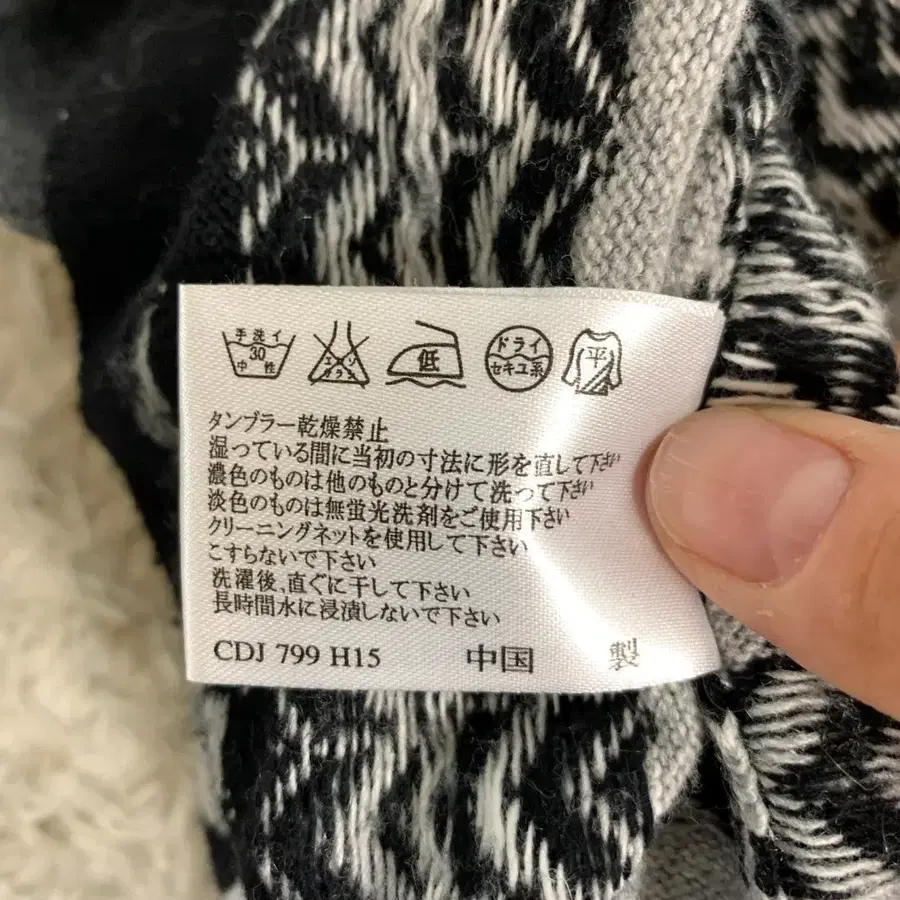 手洗イ
30
中性
エンソ
サラシ
低
ドライ
セキユ系
平
タンブラー乾燥禁止
湿っている間に当初の寸法に形を直して下さい
濃色のものは他のものと分けて洗って下さい
淡色のものは無蛍光洗剤をご使用下さい
クリーニングネットを使用して下さい
こすらないで下さい
洗濯後,直ぐに干して下さい
長時間水に浸漬しないで下さい
CDJ 799 H15 中国 製